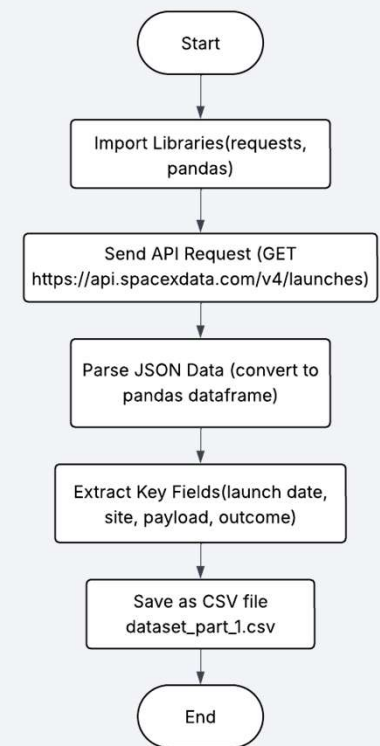 Start
Import Libraries(requests,
pandas)
Send API Request (GET
https://api.spacexdata.com/v4/launches)
Parse JSON Data (convert to
pandas dataframe)
Extract Key Fields(launch date,
site, payload, outcome)
Save as CSV file
dataset_part_1.csv
End